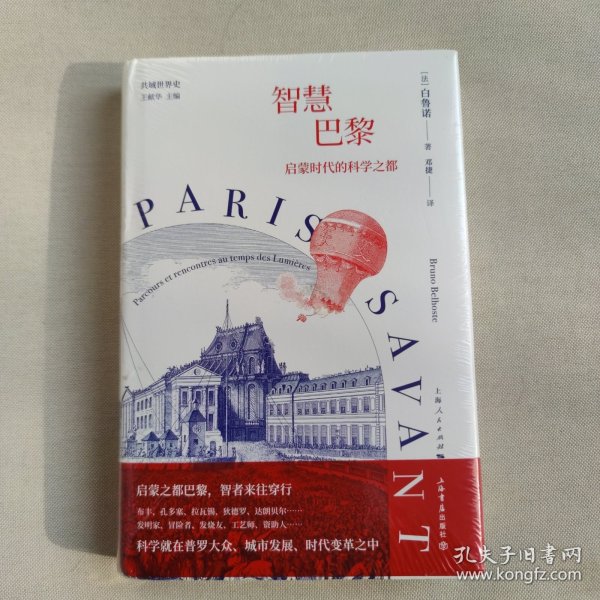 共域世界史
王献华 主编
智慧
巴黎
启蒙时代的科学之都
[法]白鲁诺——著
邓捷——译
PARIS SAVANT
Parcours et rencontres au temps des Lumières
Bruno Belhoste
上海人民出版社
上海书店出版社
启蒙之都巴黎，智者来往穿行
布丰、孔多塞、拉瓦锡、狄德罗、达朗贝尔……
发明家、冒险者、发烧友、工艺师、资助人……
科学就在普罗大众、城市发展、时代变革之中
孔夫子旧书网
www.kongfz.com